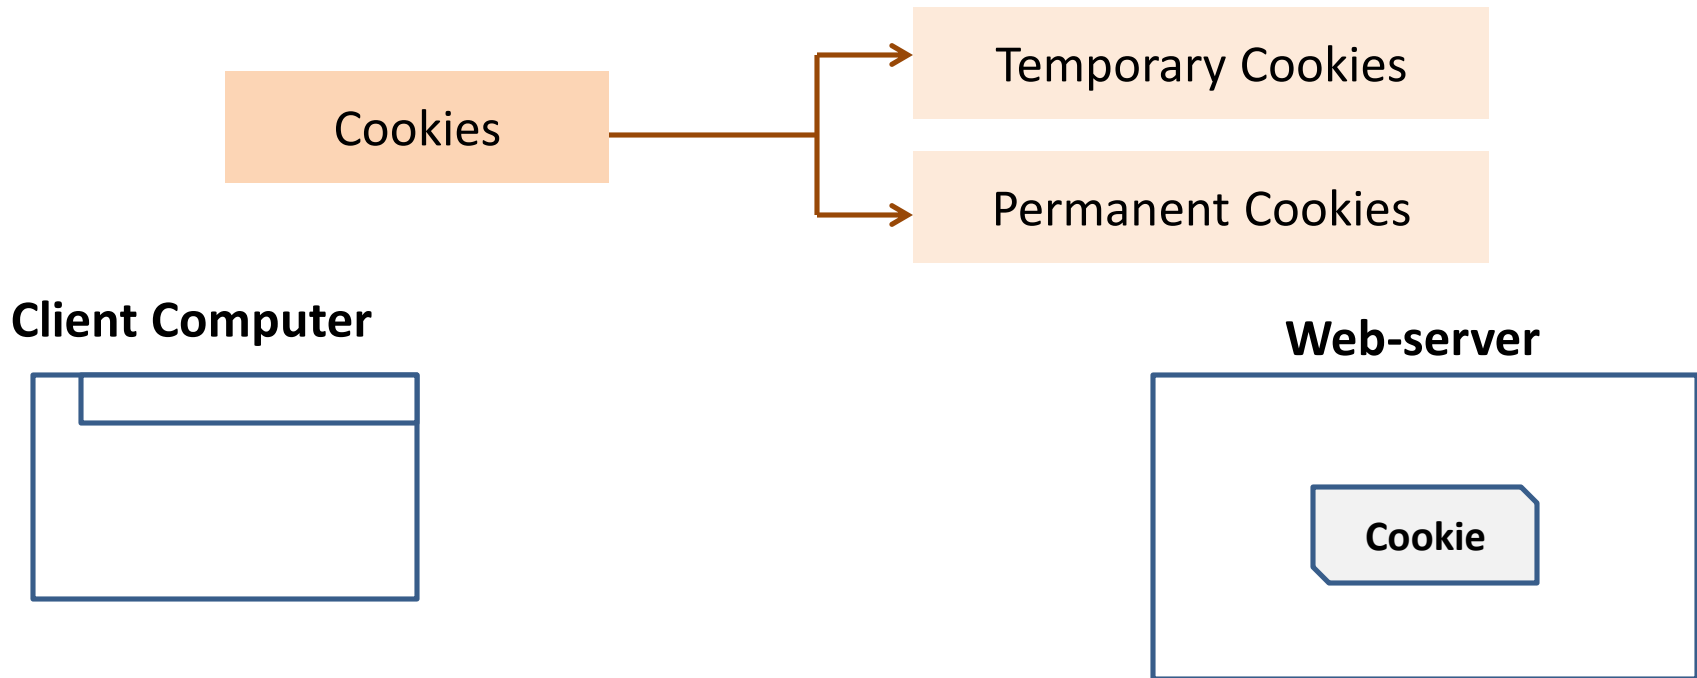 Cookies
Temporary Cookies
Permanent Cookies
Client Computer
Web-server
Cookie